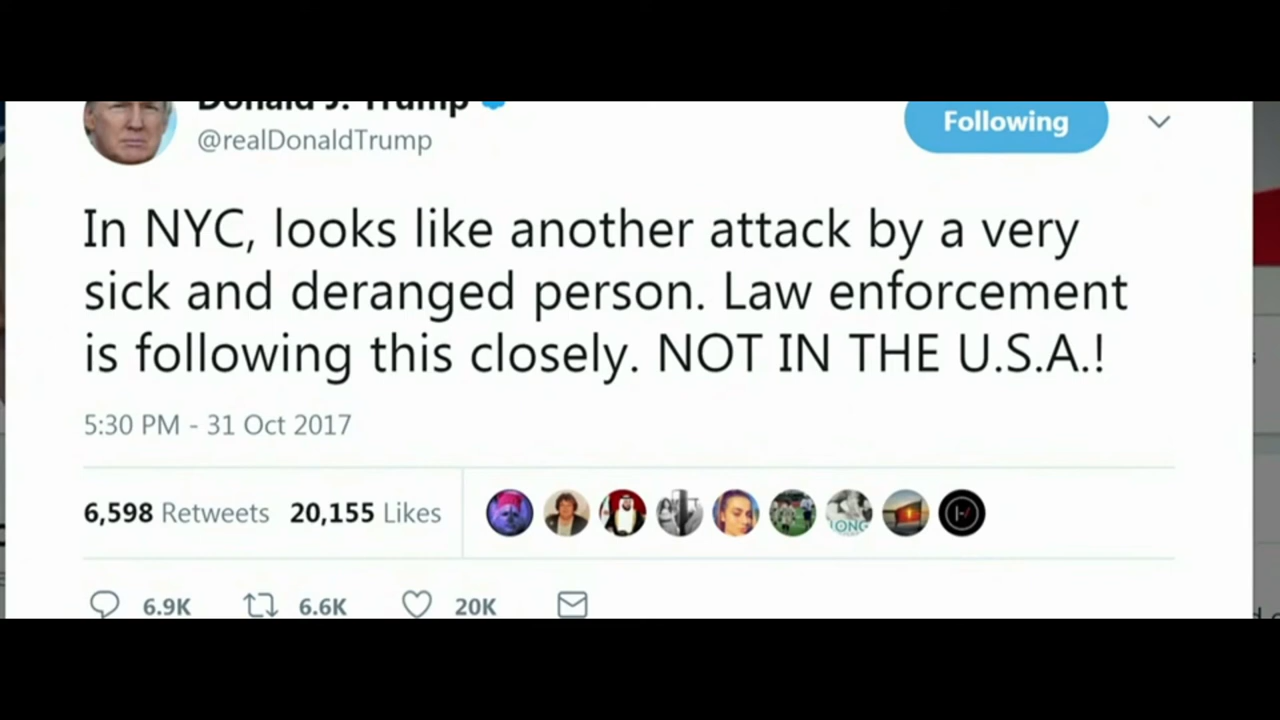 Donald J. Trump
@realDonaldTrump
Following
In NYC, looks like another attack by a very
sick and deranged person. Law enforcement
is following this closely. NOT IN THE U.S.A.!
5:30 PM - 31 Oct 2017
6,598 Retweets 20,155 Likes
6.9K 6.6K 20K